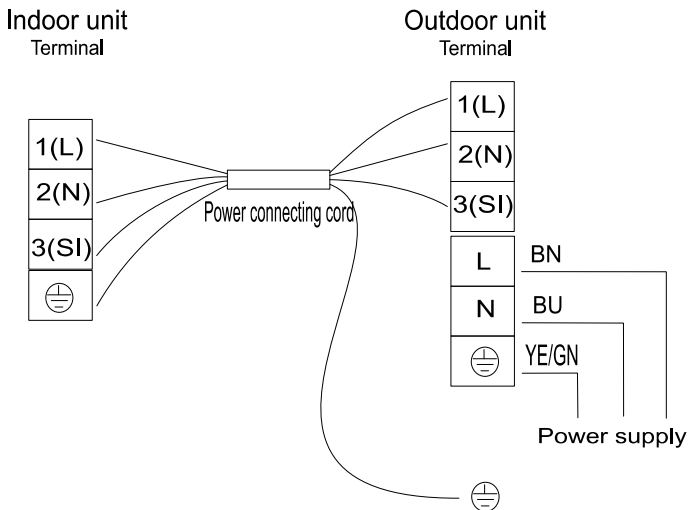 Indoor unit
Terminal
1(L)
2(N)
3(SI)
Power connecting cord
Outdoor unit
Terminal
1(L)
2(N)
3(SI)
L BN
N BU
YE/GN
Power supply